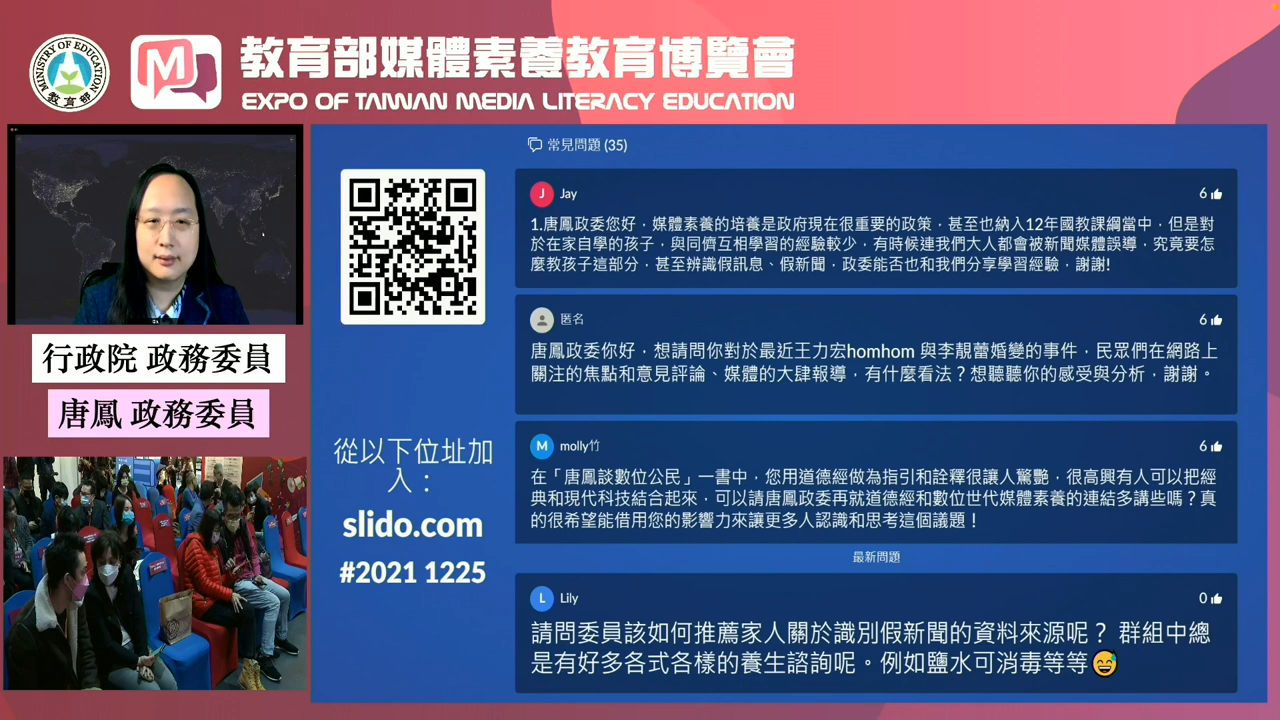 MINISTRY OF EDUCATION
教育部
M
教育部媒體素養教育博覽會
EXPO OF TAIWAN MEDIA LITERACY EDUCATION
行政院 政務委員
唐鳳 政務委員
從以下位址加
入：
slido.com
#2021 1225
常見問題 (35)
J Jay 6
1.唐鳳政委您好，媒體素養的培養是政府現在很重要的政策，甚至也納入12年國教課綱當中，但是對
於在家自學的孩子，與同儕互相學習的經驗較少，有時候連我們大人都會被新聞媒體誤導，究竟要怎
麼教孩子這部分，甚至辨識假訊息、假新聞，政委能否也和我們分享學習經驗，謝謝!
匿名 6
唐鳳政委你好，想請問你對於最近王力宏homhom 與李靚蕾婚變的事件，民眾們在網路上
關注的焦點和意見評論、媒體的大肆報導，有什麼看法？想聽聽你的感受與分析，謝謝。
M molly竹 6
在「唐鳳談數位公民」一書中，您用道德經做為指引和詮釋很讓人驚艷，很高興有人可以把經
典和現代科技結合起來，可以請唐鳳政委再就道德經和數位世代媒體素養的連結多講些嗎？真
的很希望能借用您的影響力來讓更多人認識和思考這個議題！
最新問題
L Lily 0
請問委員該如何推薦家人關於識別假新聞的資料來源呢？ 群組中總
是有好多各式各樣的養生諮詢呢。例如鹽水可消毒等等😅